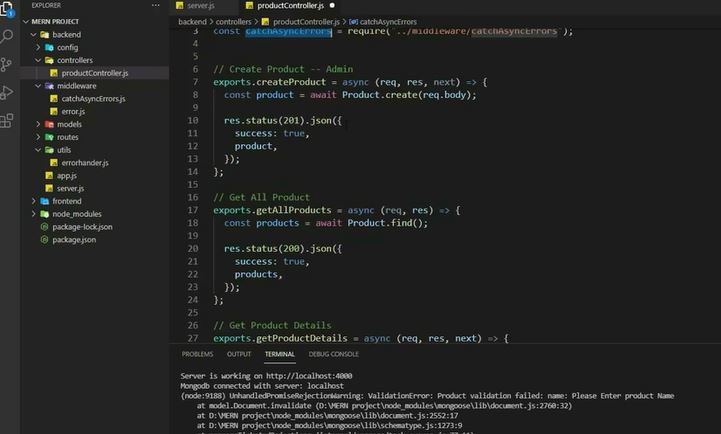 EXPLORER
···
server.js
productController.js
MERN PROJECT
backend > controllers > productController.js > catchAsyncErrors
backend
3 const catchAsyncErrors = require("../middleware/catchAsyncErrors");
config
4
controllers
5
productController.js
6 // Create Product -- Admin
middleware
7 exports.createProduct = async (req, res, next) => {
catchAsyncErrors.js
8 const product = await Product.create(req.body);
error.js
9
models
10 res.status(201).json({
routes
11 success: true,
utils
12 product,
errorhander.js
13 });
app.js
14 };
server.js
15
frontend
16 // Get All Product
node_modules
17 exports.getAllProducts = async (req, res) => {
package-lock.json
18 const products = await Product.find();
package.json
19
20 res.status(200).json({
21 success: true,
22 products,
23 });
24 };
25
26 // Get Product Details
27 exports.getProductDetails = async (req, res, next) => {
PROBLEMS OUTPUT TERMINAL DEBUG CONSOLE
Server is working on http://localhost:4000
Mongodb connected with server: localhost
(node:9188) UnhandledPromiseRejectionWarning: ValidationError: Product validation failed: name: Please Enter product Name
at model.Document.invalidate (D:\MERN project\node_modules\mongoose\lib\document.js:2760:32)
at D:\MERN project\node_modules\mongoose\lib\document.js:2552:17
at D:\MERN project\node_modules\mongoose\lib\schematype.js:1273:9